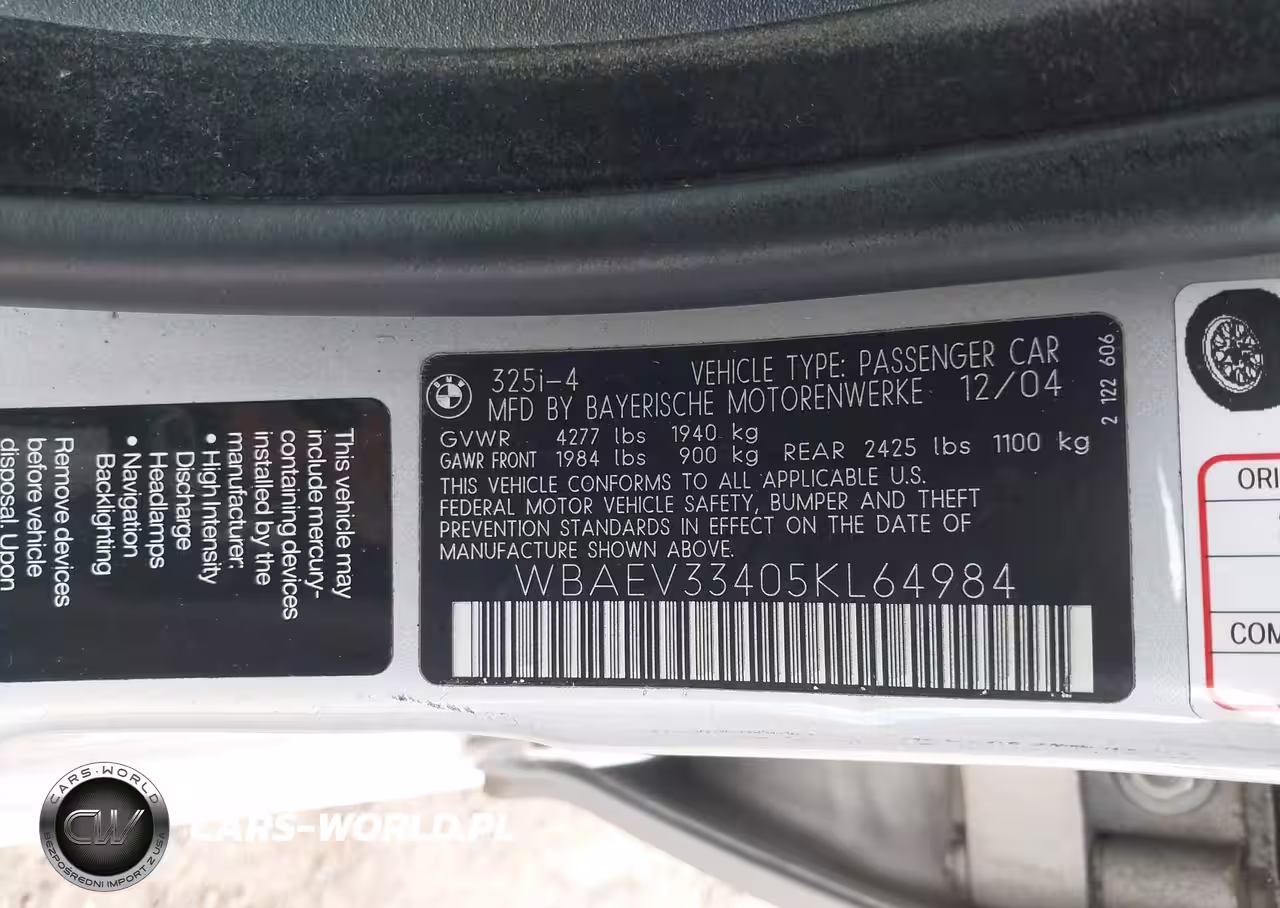 This vehicle may
include mercury-
containing devices
installed by the
manufacturer:
• High Intensity
Discharge
Headlamps
• Navigation
Backlighting
Remove devices
before vehicle
disposal. Upon
BMW
325i-4
VEHICLE TYPE: PASSENGER CAR
MFD BY BAYERISCHE MOTORENWERKE 12/04
GVWR 4277 lbs 1940 kg
GAWR FRONT 1984 lbs 900 kg REAR 2425 lbs 1100 kg
THIS VEHICLE CONFORMS TO ALL APPLICABLE U.S.
FEDERAL MOTOR VEHICLE SAFETY, BUMPER AND THEFT
PREVENTION STANDARDS IN EFFECT ON THE DATE OF
MANUFACTURE SHOWN ABOVE.
WBAEV33405KL64984
2 122 606
ORI
COM
CARS-WORLD
CW
BEZPOŚREDNI IMPORT Z USA
CARS-WORLD.PL